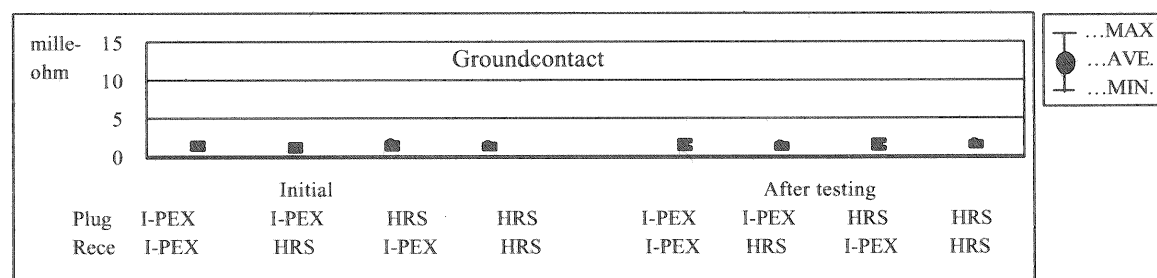 mille-
ohm
15
10
5
0
Groundcontact
...MAX
...AVE.
...MIN.
Initial After testing
Plug I-PEX I-PEX HRS HRS I-PEX I-PEX HRS HRS
Rece I-PEX HRS I-PEX HRS I-PEX HRS I-PEX HRS